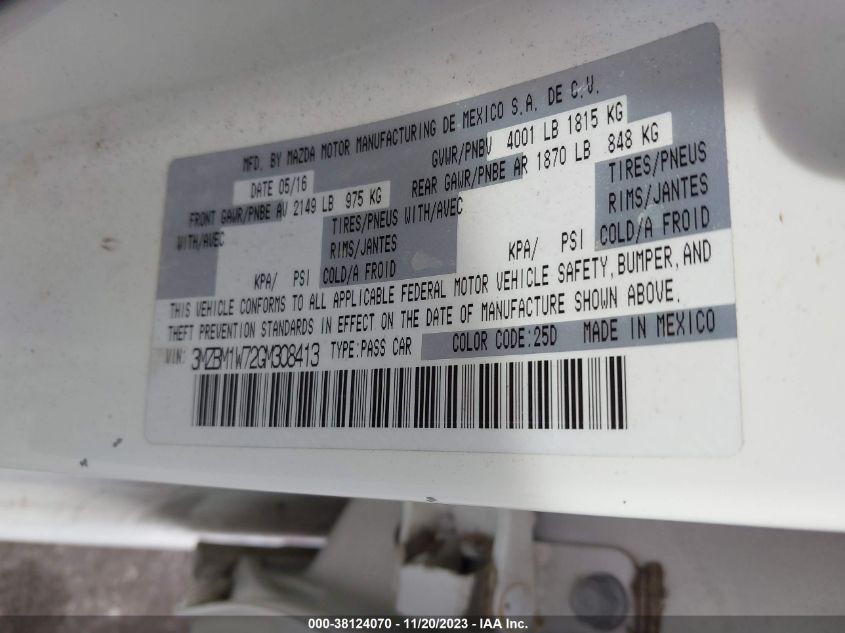 MFD. BY MAZDA MOTOR MANUFACTURING DE MEXICO S.A. DE C.V.
DATE 05/16 GVWR/PNBV 4001 LB 1815 KG
FRONT GAWR/PNBE AV 2149 LB 975 KG REAR GAWR/PNBE AR 1870 LB 848 KG
WITH/AVEC TIRES/PNEUS WITH/AVEC TIRES/PNEUS
RIMS/JANTES RIMS/JANTES
KPA/ PSI COLD/A FROID KPA/ PSI COLD/A FROID
THIS VEHICLE CONFORMS TO ALL APPLICABLE FEDERAL MOTOR VEHICLE SAFETY, BUMPER, AND
THEFT PREVENTION STANDARDS IN EFFECT ON THE DATE OF MANUFACTURE SHOWN ABOVE.
VIN: 3MZBM1W72GM308413 TYPE:PASS CAR COLOR CODE:25D MADE IN MEXICO
000-38124070 - 11/20/2023 - IAA Inc.